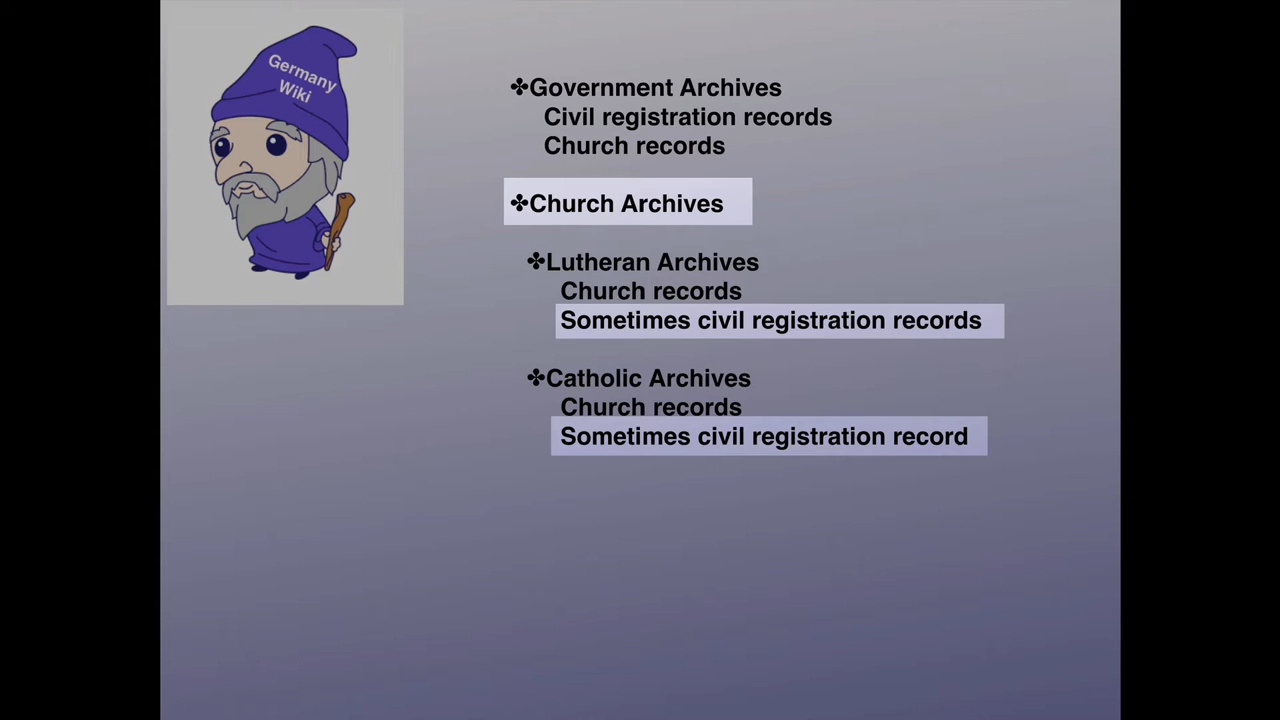 Germany
Wiki
✤Government Archives
Civil registration records
Church records
✤Church Archives
✤Lutheran Archives
Church records
Sometimes civil registration records
✤Catholic Archives
Church records
Sometimes civil registration record